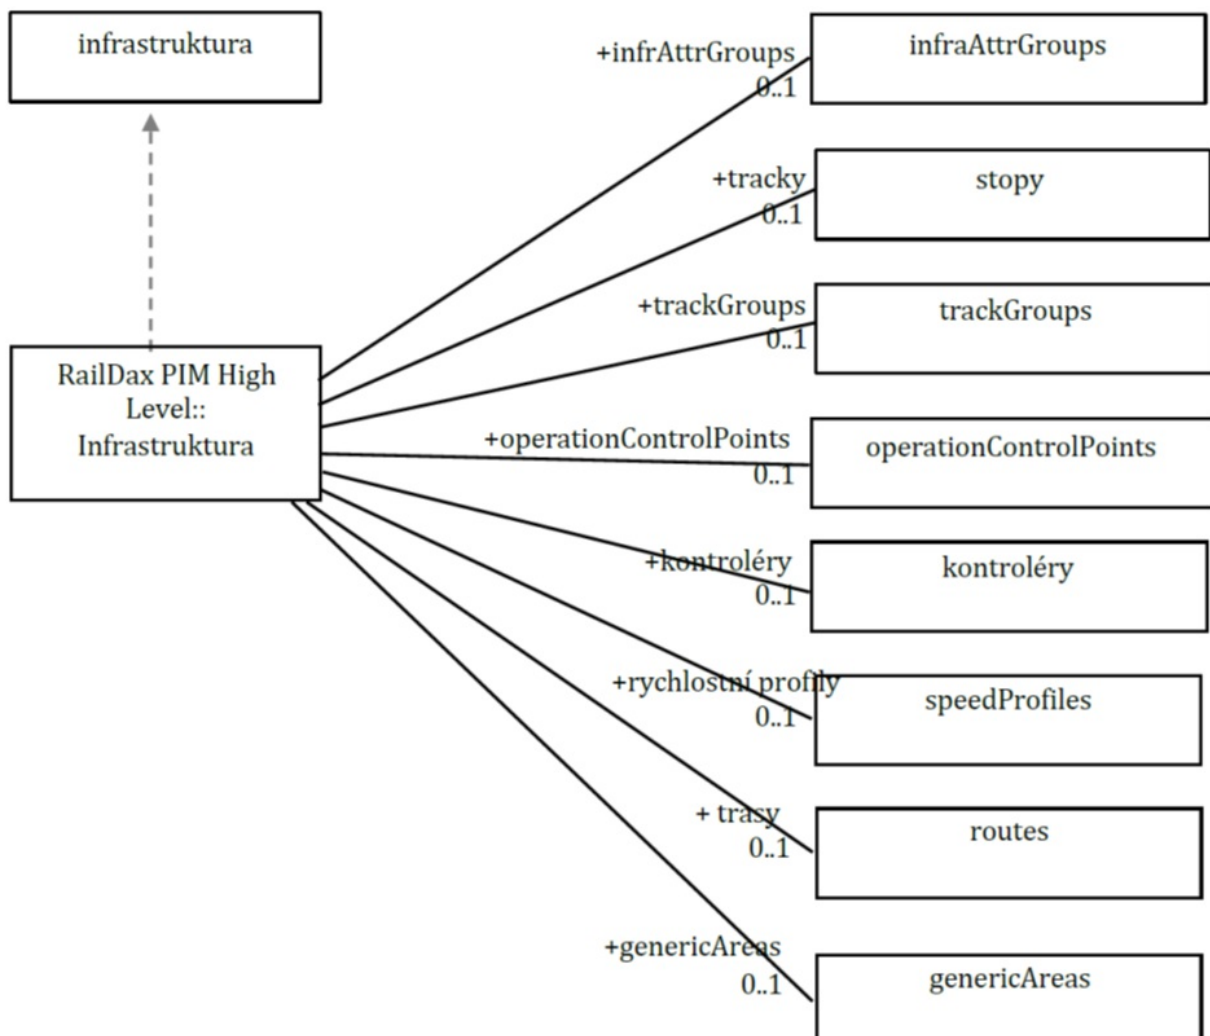 infrastruktura
+infrAttrGroups
0..1
infraAttrGroups
+tracky
0..1
stopy
+trackGroups
0..1
trackGroups
RailDax PIM High
Level::
Infrastruktura
+operationControlPoints
0..1
operationControlPoints
+kontroléry
0..1
kontroléry
+rychlostní profily
0..1
speedProfiles
+ trasy
0..1
routes
+genericAreas
0..1
genericAreas